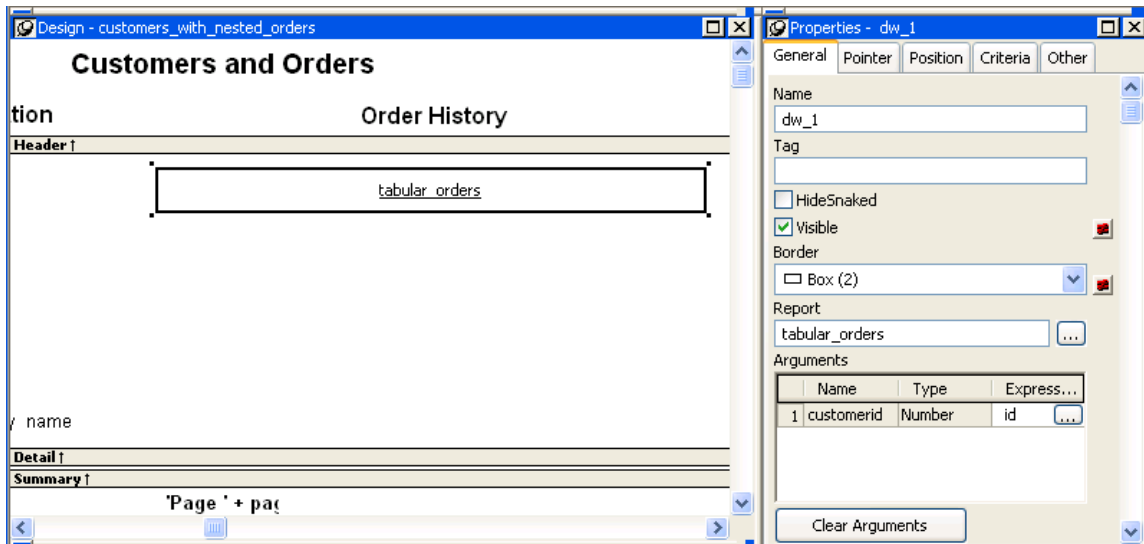 Design - customers_with_nested_orders
Customers and Orders
tion
Order History
Header ↑
tabular_orders
y name
Detail ↑
Summary ↑
'Page ' + pag
Properties - dw_1
General Pointer Position Criteria Other
Name
dw_1
Tag
HideSnaked
Visible
Border
Box (2)
Report
tabular_orders
...
Arguments
Name Type Express...
1 customerid Number id ...
Clear Arguments